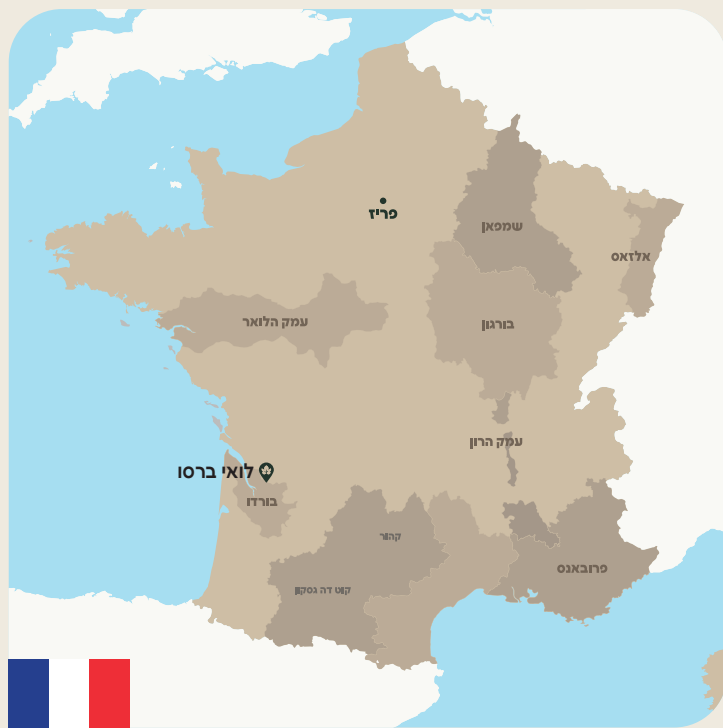 פריז
שמפאן
אלזאס
עמק הלואר
בורגון
עמק הרון
לואי ברסו
בורדו
קהור
פרובאנס
קוט דה גסקון